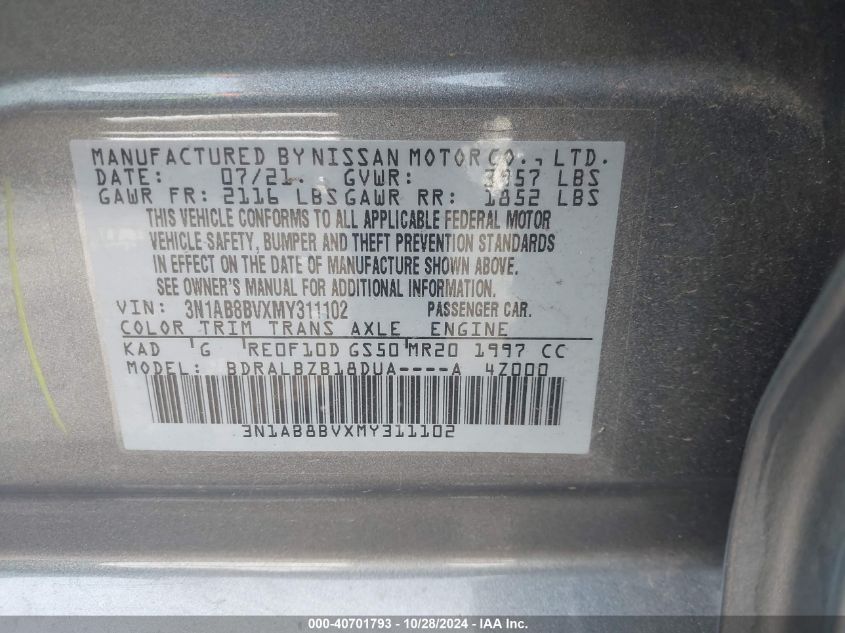 MANUFACTURED BY NISSAN MOTOR CO., LTD.
DATE: 07/21 GVWR: 3957 LBS
GAWR FR: 2116 LBS GAWR RR: 1852 LBS
THIS VEHICLE CONFORMS TO ALL APPLICABLE FEDERAL MOTOR
VEHICLE SAFETY, BUMPER AND THEFT PREVENTION STANDARDS
IN EFFECT ON THE DATE OF MANUFACTURE SHOWN ABOVE.
SEE OWNER'S MANUAL FOR ADDITIONAL INFORMATION.
VIN: 3N1AB8BVXMY311102 PASSENGER CAR.
COLOR TRIM TRANS AXLE ENGINE
KAD G RE0F10D GS50 MR20 1997 CC
MODEL: BDRALBZB18DUA----A 4Z000
3N1AB8BVXMY311102
000-40701793 - 10/28/2024 - IAA Inc.